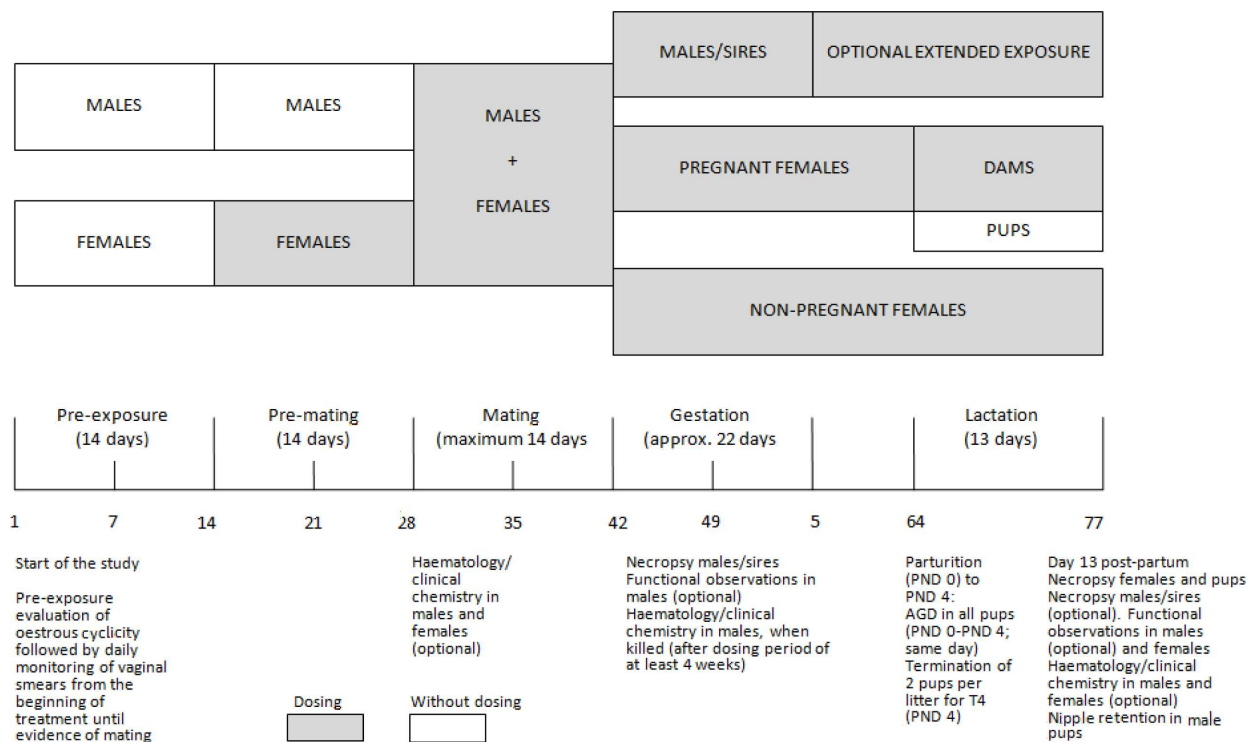 MALES/SIRES
OPTIONAL EXTENDED EXPOSURE
MALES
MALES
MALES
+
FEMALES
PREGNANT FEMALES
DAMS
PUPS
FEMALES
FEMALES
NON-PREGNANT FEMALES
Pre-exposure
(14 days)
Pre-mating
(14 days)
Mating
(maximum 14 days
Gestation
(approx. 22 days
Lactation
(13 days)
1
7
14
21
28
35
42
49
5
64
77
Start of the study
Pre-exposure
evaluation of
oestrous cyclicity
followed by daily
monitoring of vaginal
smears from the
beginning of
treatment until
evidence of mating
Haematology/
clinical
chemistry in
males and
females
(optional)
Necropsy males/sires
Functional observations in
males (optional)
Haematology/clinical
chemistry in males, when
killed (after dosing period of
at least 4 weeks)
Parturition
(PND 0) to
PND 4:
AGD in all pups
(PND 0-PND 4;
same day)
Termination of
2 pups per
litter for T4
(PND 4)
Day 13 post-partum
Necropsy females and pups
Necropsy males/sires
(optional). Functional
observations in males
(optional) and females
Haematology/clinical
chemistry in males and
females (optional)
Nipple retention in male
pups
Dosing
Without dosing